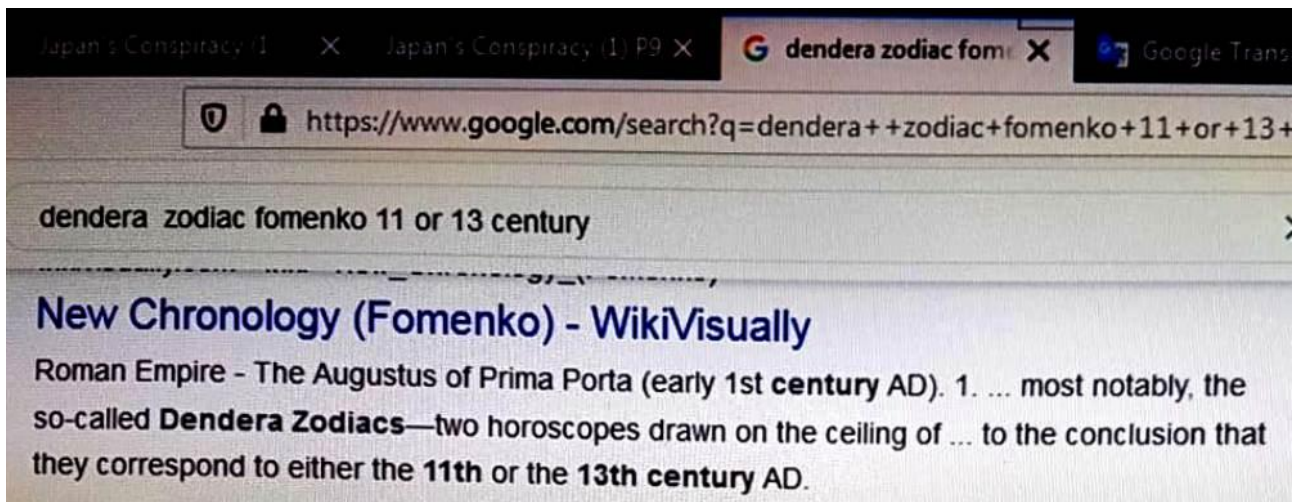 Japan's Conspiracy (1 Japan's Conspiracy (1) P9 G dendera zodiac fom Google Trans
https://www.google.com/search?q=dendera++zodiac+fomenko+11+or+13+
dendera zodiac fomenko 11 or 13 century
New Chronology (Fomenko) - WikiVisually
Roman Empire - The Augustus of Prima Porta (early 1st century AD). 1. ... most notably, the
so-called Dendera Zodiacs—two horoscopes drawn on the ceiling of ... to the conclusion that
they correspond to either the 11th or the 13th century AD.